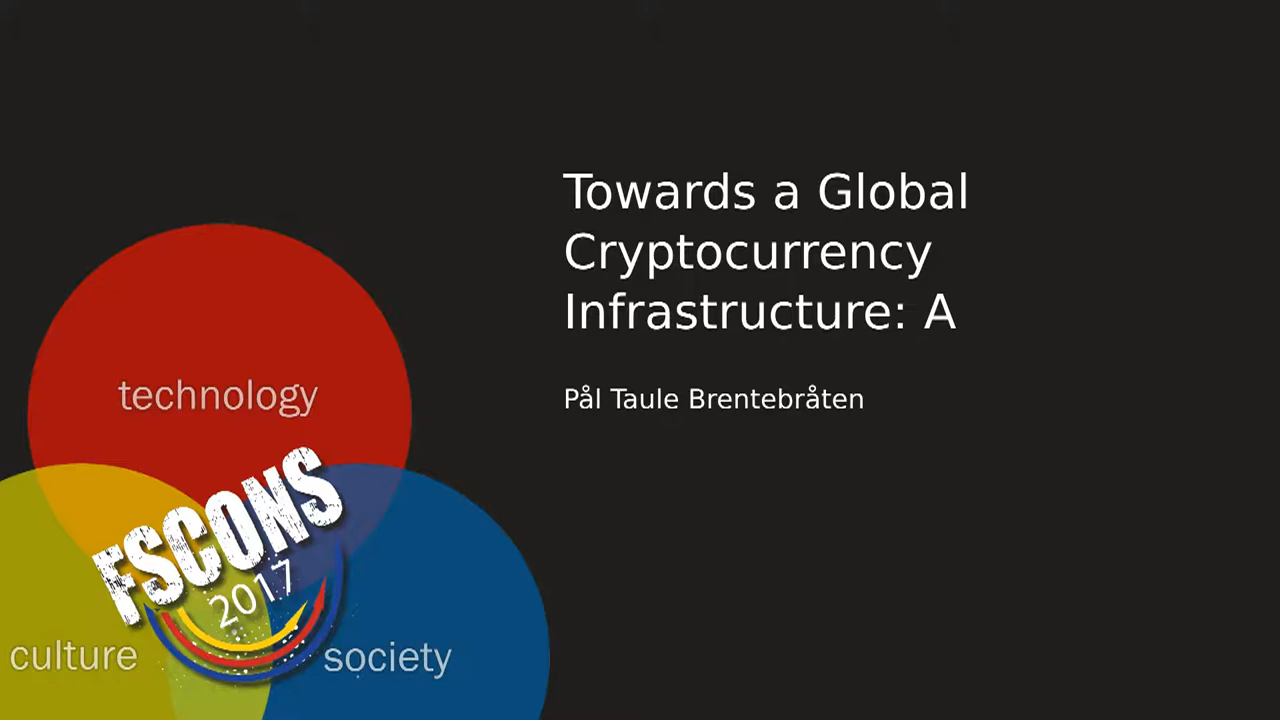 Towards a Global
Cryptocurrency
Infrastructure: A
Pål Taule Brentebråten
technology
FSCONS
2017
culture
society